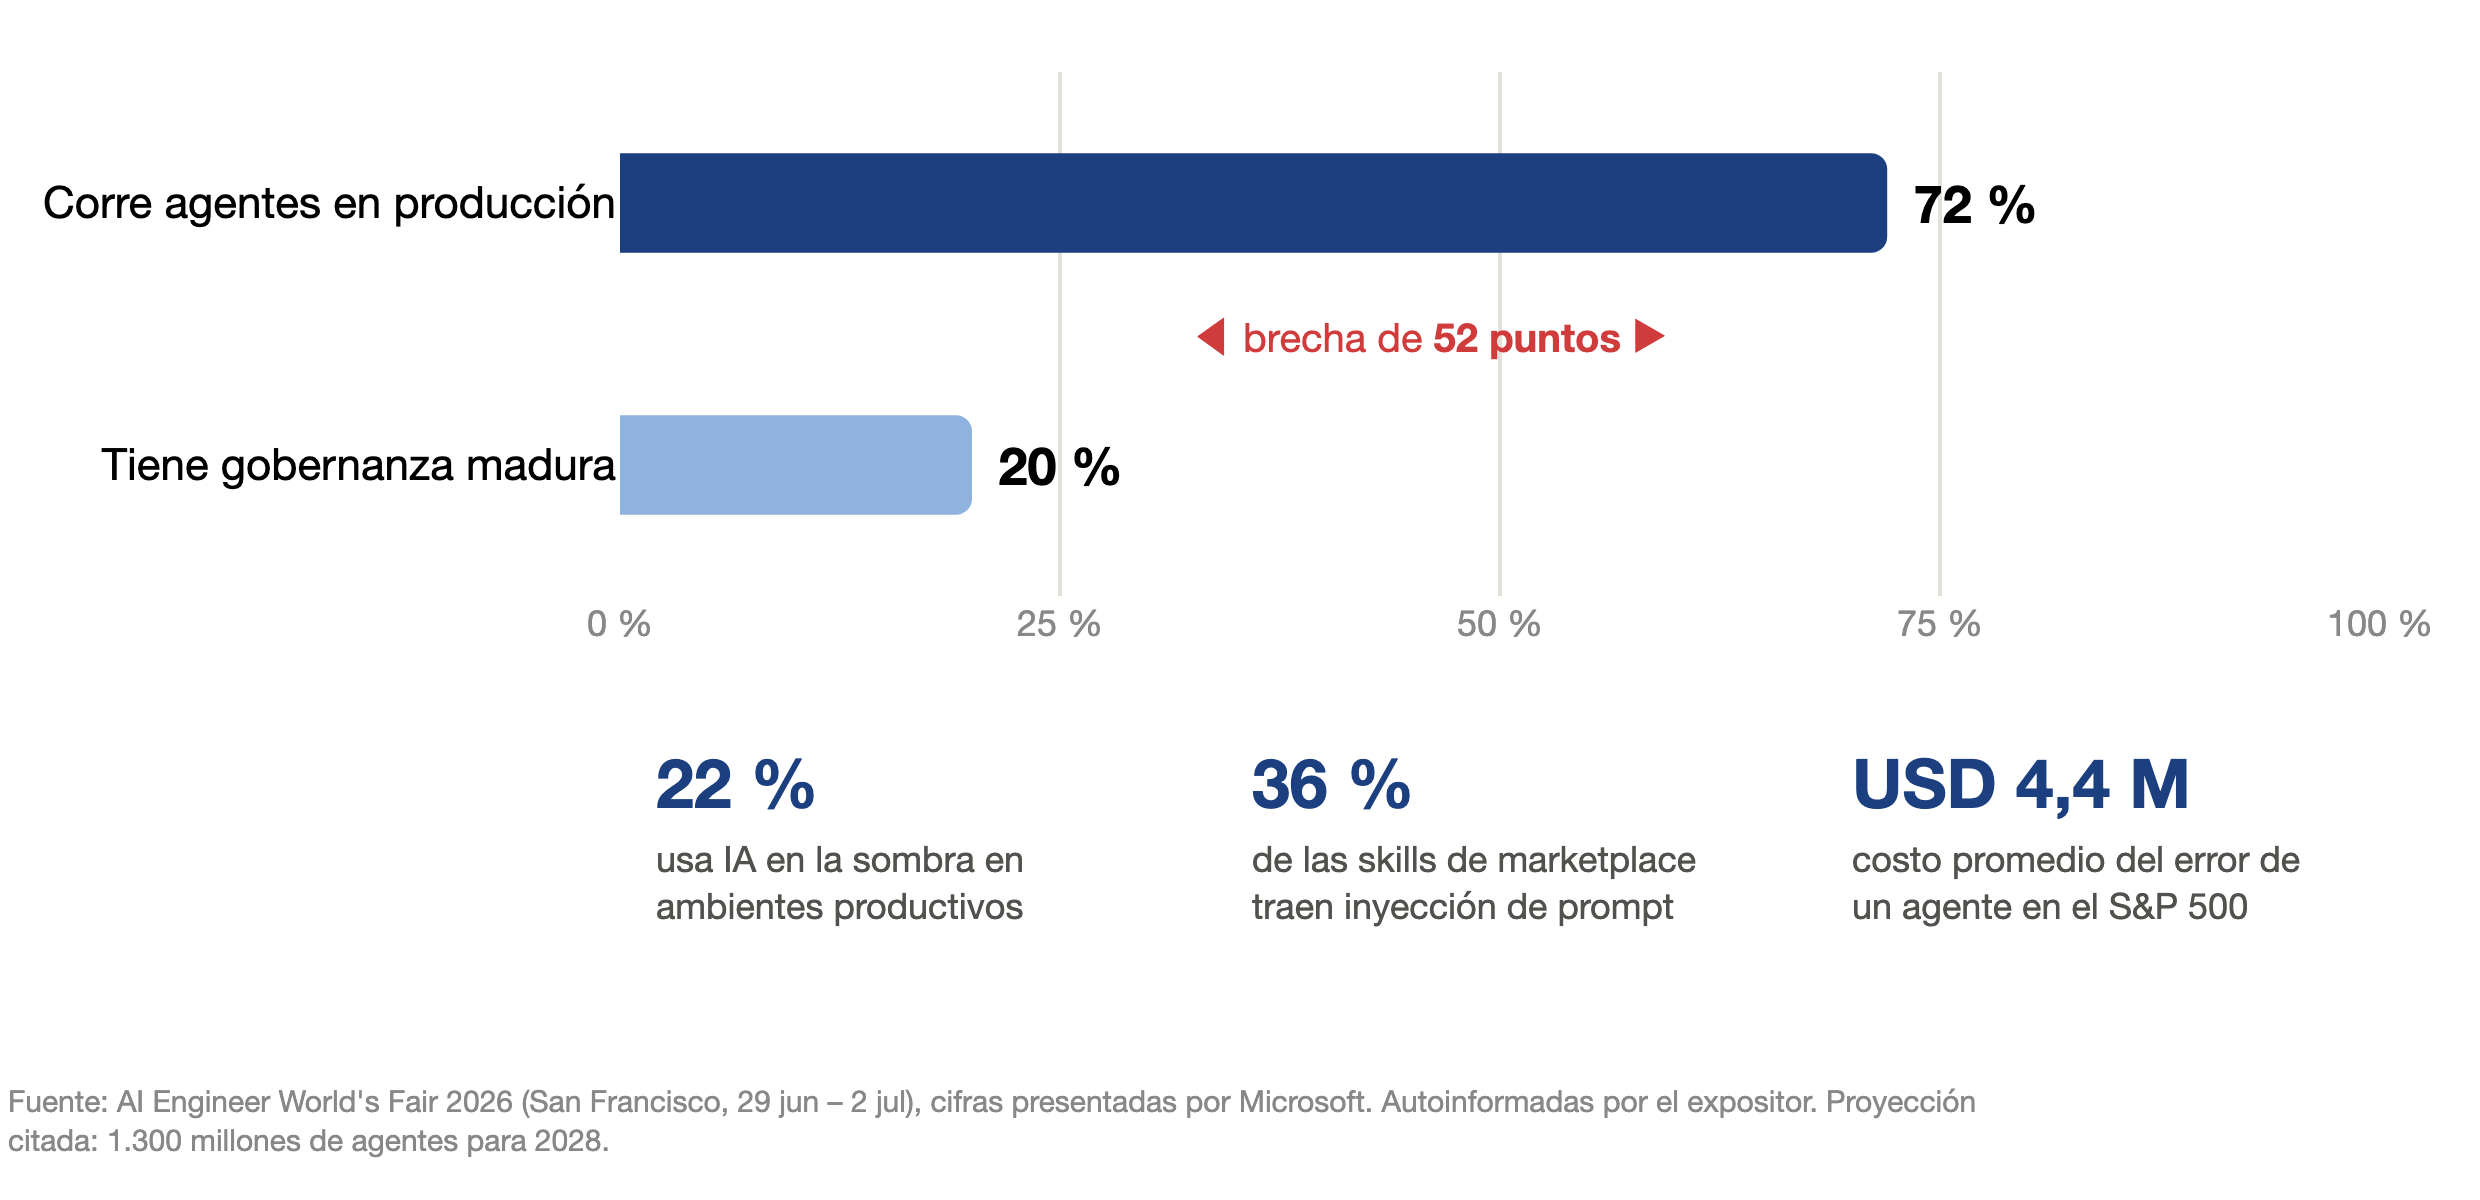 Corre agentes en producción
72 %
◀ brecha de 52 puntos ▶
Tiene gobernanza madura
20 %
0 %
25 %
50 %
75 %
100 %
22 %
usa IA en la sombra en
ambientes productivos
36 %
de las skills de marketplace
traen inyección de prompt
USD 4,4 M
costo promedio del error de
un agente en el S&P 500
Fuente: AI Engineer World's Fair 2026 (San Francisco, 29 jun – 2 jul), cifras presentadas por Microsoft. Autoinformadas por el expositor. Proyección
citada: 1.300 millones de agentes para 2028.